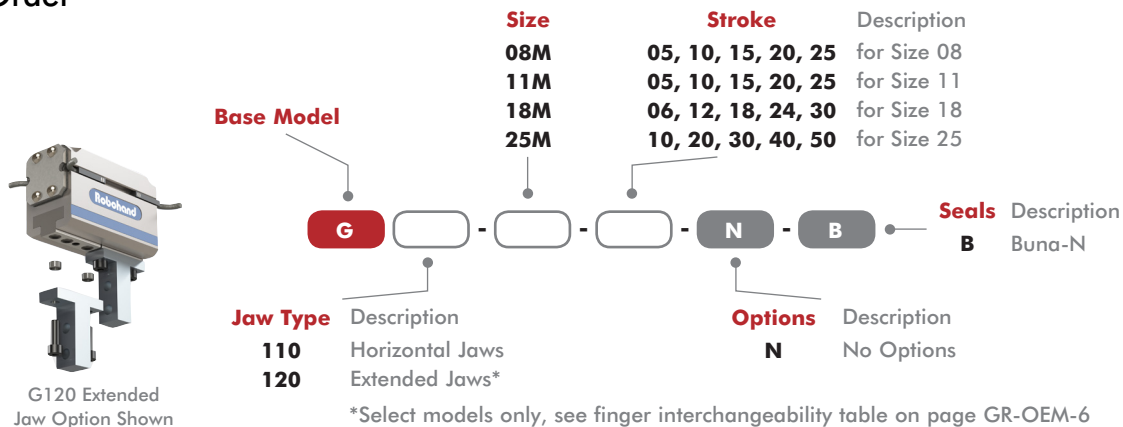 Order
Size Stroke Description
08M 05, 10, 15, 20, 25 for Size 08
11M 05, 10, 15, 20, 25 for Size 11
18M 06, 12, 18, 24, 30 for Size 18
25M 10, 20, 30, 40, 50 for Size 25
Base Model
Robohand
G - - - N - B
Seals Description
B Buna-N
Jaw Type Description
110 Horizontal Jaws
120 Extended Jaws*
Options Description
N No Options
G120 Extended
Jaw Option Shown
*Select models only, see finger interchangeability table on page GR-OEM-6